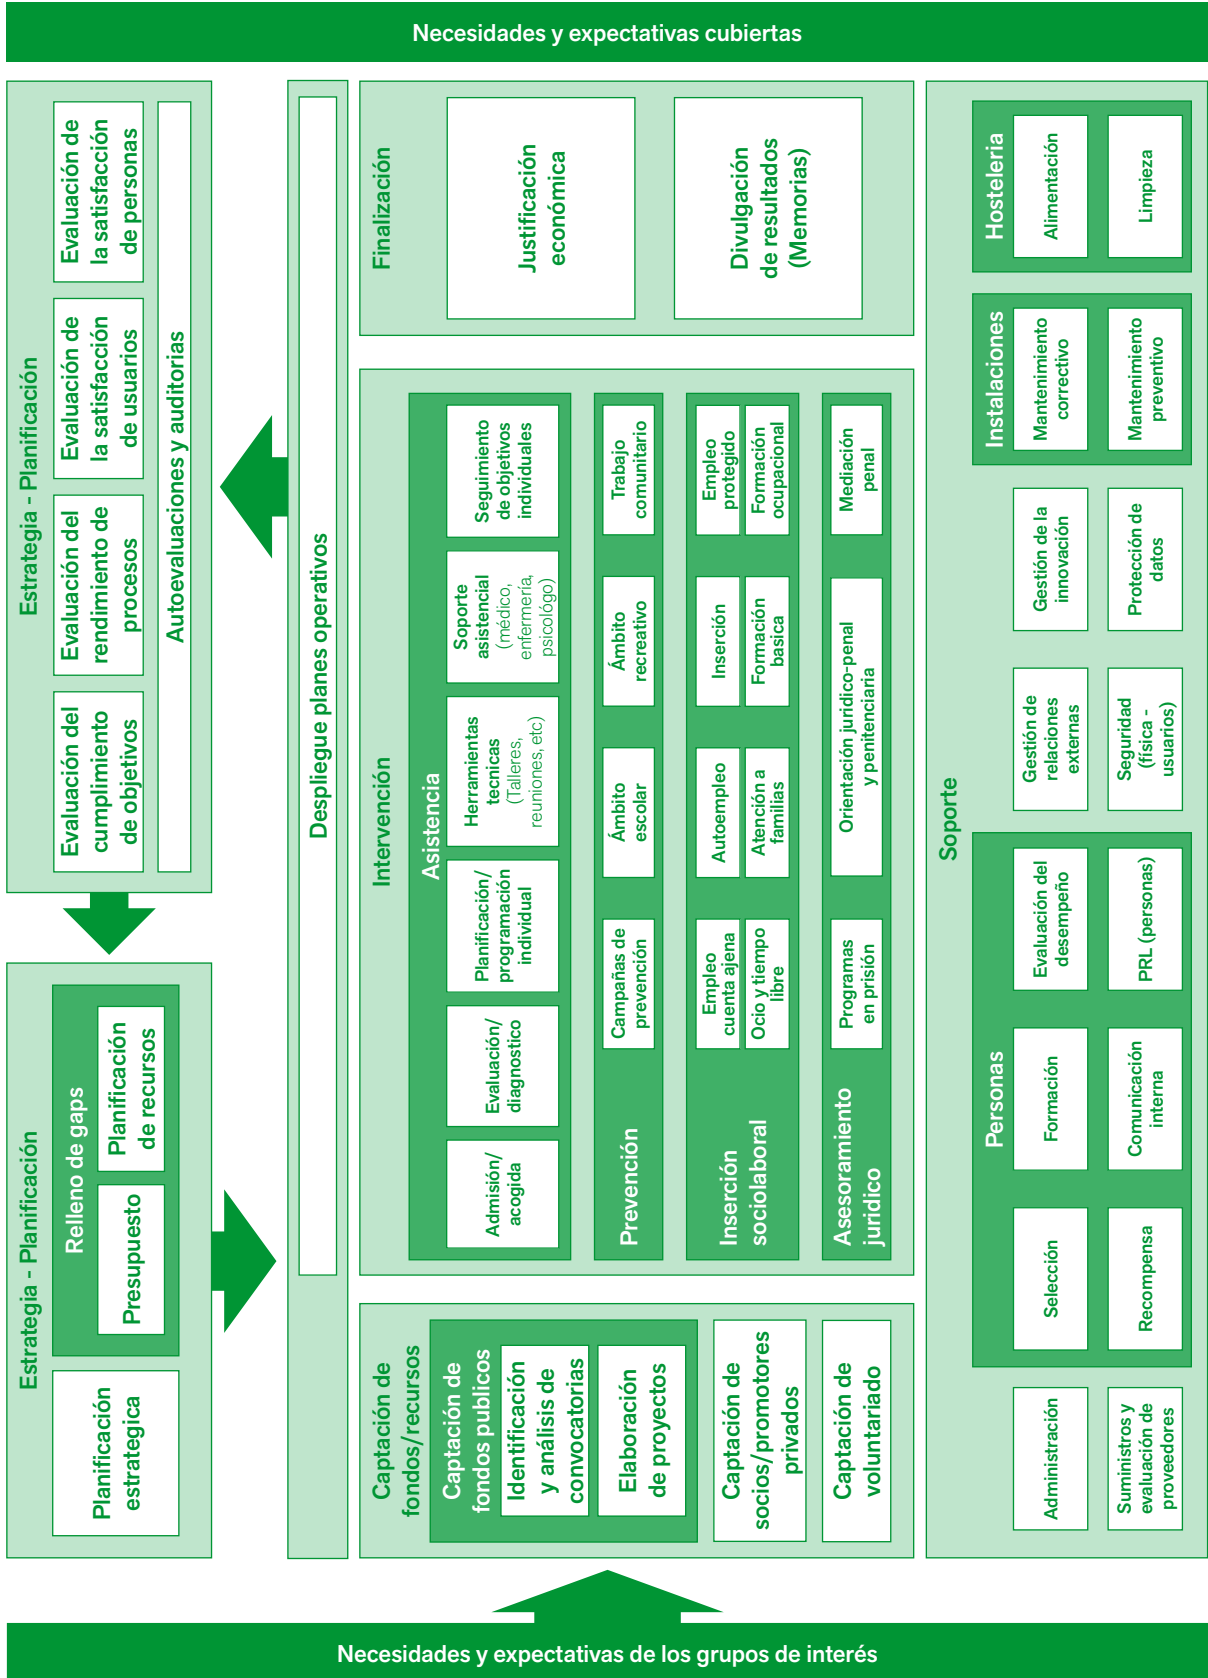 Necesidades y expectativas de los grupos de interés
Estrategia - Planificación
Planificación
estrategica
Relleno de gaps
Presupuesto
Planificación
de recursos
Estrategia - Planificación
Evaluación del
cumplimiento
de objetivos
Evaluación del
rendimiento de
procesos
Evaluación de
la satisfacción
de usuarios
Evaluación de
la satisfacción
de personas
Autoevaluaciones y auditorias
Despliegue planes operativos
Captación de
fondos/recursos
Captación de
fondos publicos
Identificación
y análisis de
convocatorias
Elaboración
de proyectos
Captación de
socios/promotores
privados
Captación de
voluntariado
Intervención
Asistencia
Admisión/
acogida
Evaluación/
diagnostico
Planificación/
programación
individual
Herramientas
tecnicas
(Talleres,
reuniones, etc)
Soporte
asistencial
(médico,
enfermería,
psicológo)
Seguimiento
de objetivos
individuales
Prevención
Campañas de
prevención
Ámbito
escolar
Ámbito
recreativo
Trabajo
comunitario
Inserción
sociolaboral
Empleo
cuenta ajena
Autoempleo
Inserción
Empleo
protegido
Ocio y tiempo
libre
Atención a
familias
Formación
basica
Formación
ocupacional
Asesoramiento
juridico
Programas
en prisión
Orientación juridico-penal
y penitenciaria
Mediación
penal
Finalización
Justificación
económica
Divulgación
de resultados
(Memorias)
Soporte
Administración
Suministros y
evaluación de
proveedores
Personas
Selección
Formación
Evaluación del
desempeño
Recompensa
Comunicación
interna
PRL (personas)
Gestión de
relaciones
externas
Seguridad
(física -
usuarios)
Gestión de la
innovación
Protección de
datos
Instalaciones
Mantenimiento
correctivo
Mantenimiento
preventivo
Hosteleria
Alimentación
Limpieza
Necesidades y expectativas cubiertas